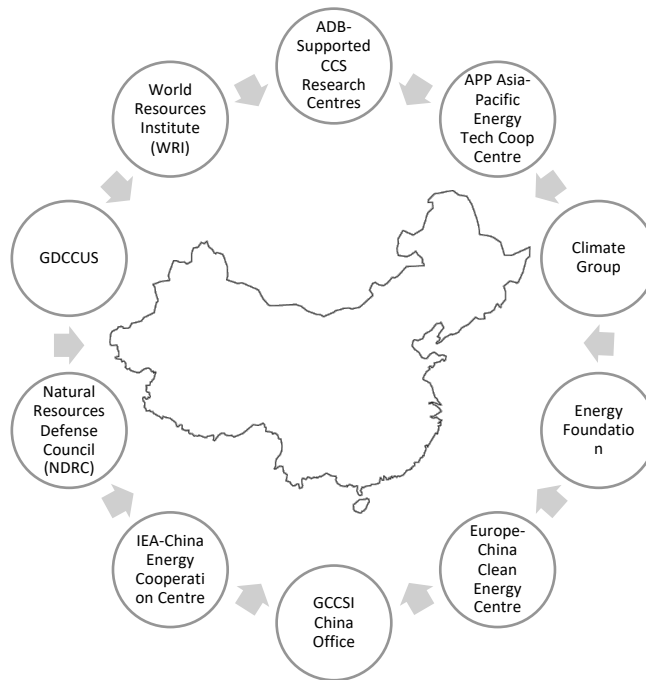 ADB-
Supported
CCS
Research
Centres
APP Asia-
Pacific
Energy
Tech Coop
Centre
Climate
Group
Energy
Foundatio
n
Europe-
China
Clean
Energy
Centre
GCCSI
China
Office
IEA-China
Energy
Cooperati
on Centre
Natural
Resources
Defense
Council
(NDRC)
GDCCUS
World
Resources
Institute
(WRI)